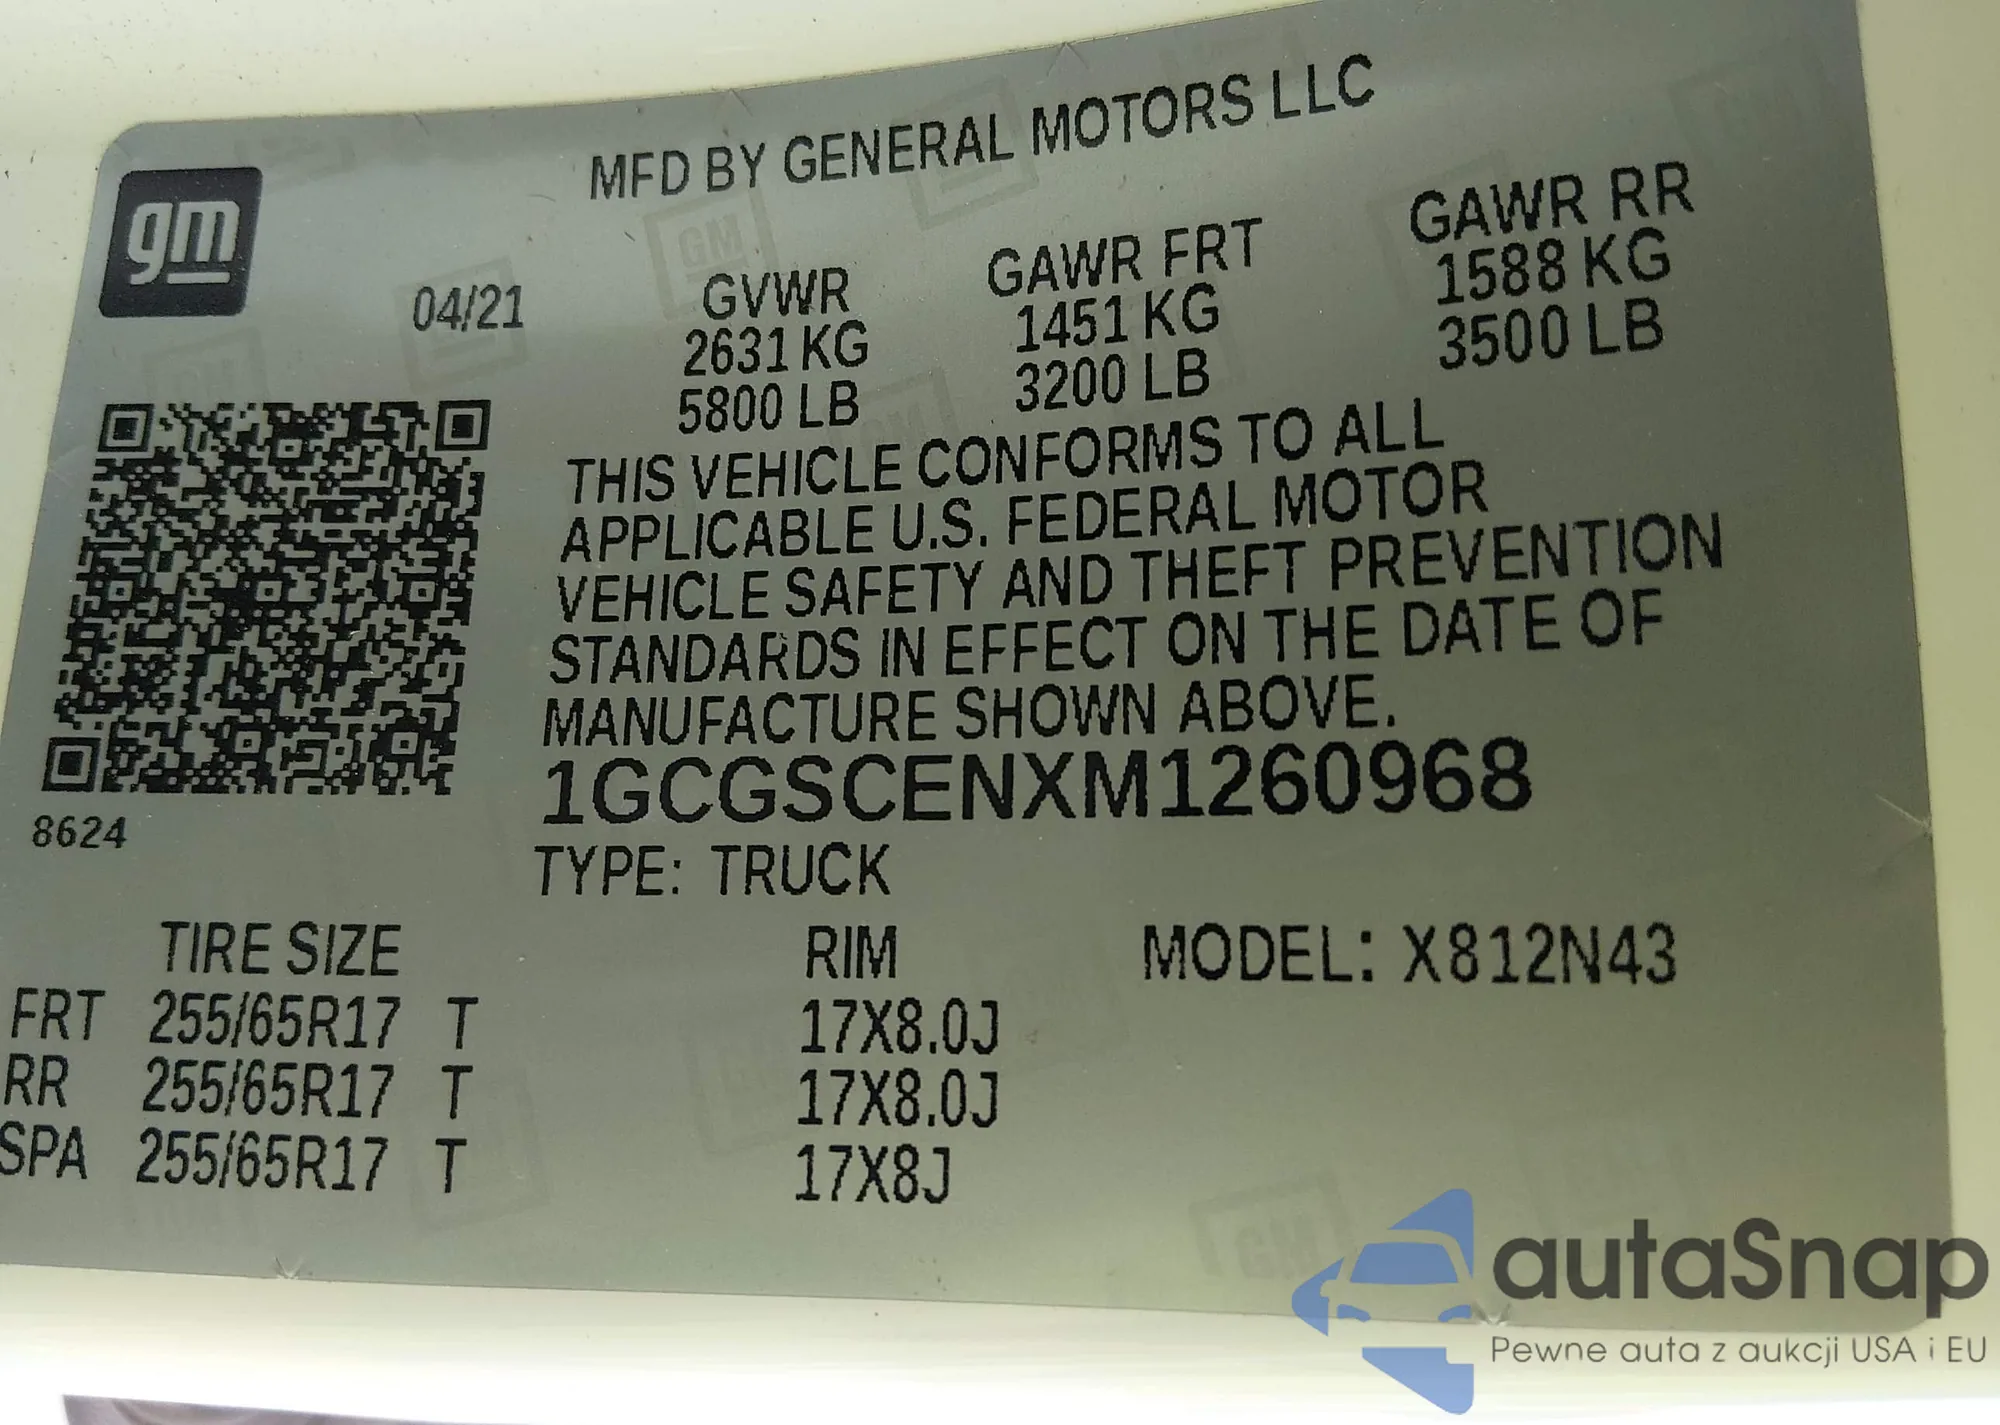 MFD BY GENERAL MOTORS LLC
gm
04/21
GVWR GAWR FRT GAWR RR
2631 KG 1451 KG 1588 KG
5800 LB 3200 LB 3500 LB
THIS VEHICLE CONFORMS TO ALL
APPLICABLE U.S. FEDERAL MOTOR
VEHICLE SAFETY AND THEFT PREVENTION
STANDARDS IN EFFECT ON THE DATE OF
MANUFACTURE SHOWN ABOVE.
1GCGSCENXM1260968
8624
TYPE: TRUCK
TIRE SIZE RIM MODEL: X812N43
FRT 255/65R17 T 17X8.0J
RR 255/65R17 T 17X8.0J
SPA 255/65R17 T 17X8J
autaSnap
Pewne auta z aukcji USA i EU